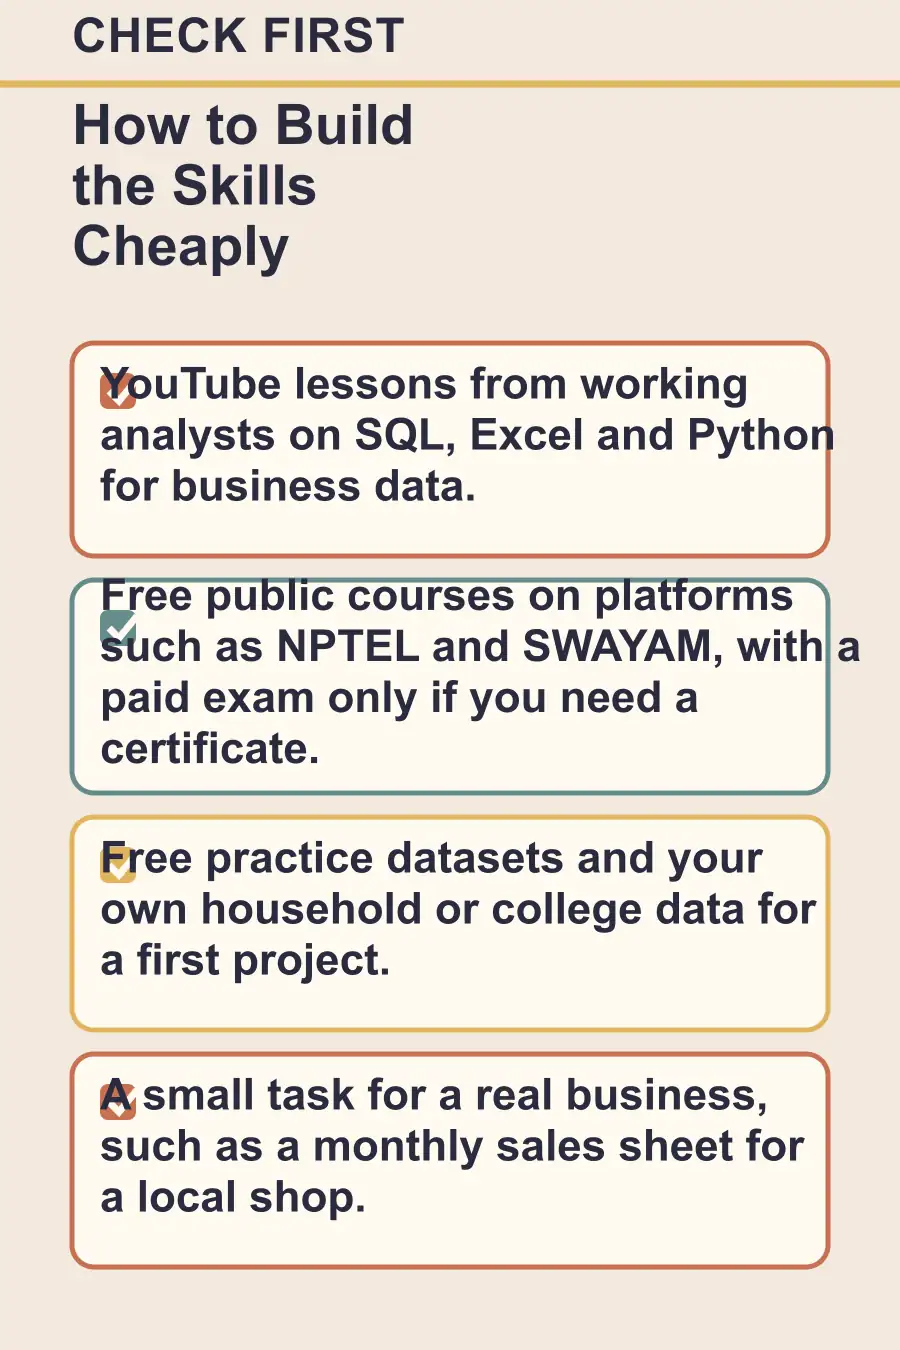 CHECK FIRST
How to Build
the Skills
Cheaply
YouTube lessons from working
analysts on SQL, Excel and Python
for business data.
Free public courses on platforms
such as NPTEL and SWAYAM, with a
paid exam only if you need a
certificate.
Free practice datasets and your
own household or college data for
a first project.
A small task for a real business,
such as a monthly sales sheet for
a local shop.